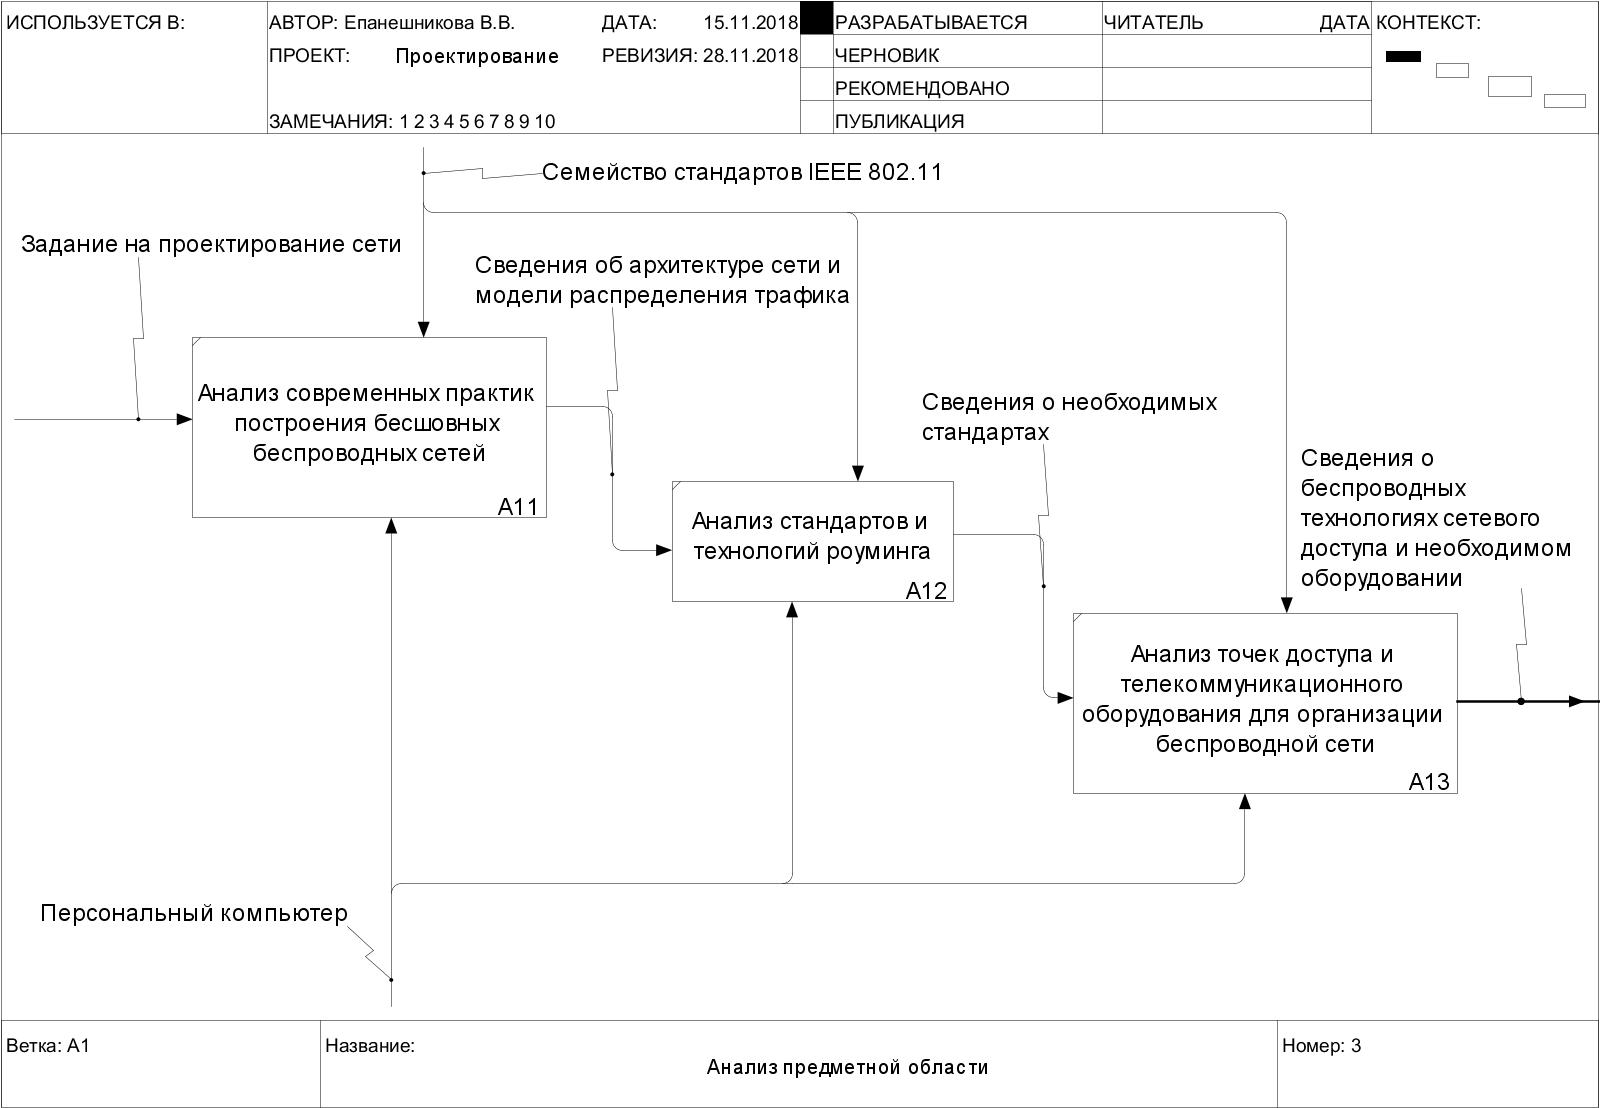 ИСПОЛЬЗУЕТСЯ В:
АВТОР: Епанешникова В.В.
ДАТА: 15.11.2018
ПРОЕКТ: Проектирование
РЕВИЗИЯ: 28.11.2018
ЗАМЕЧАНИЯ: 1 2 3 4 5 6 7 8 9 10
РАЗРАБАТЫВАЕТСЯ
ЧЕРНОВИК
РЕКОМЕНДОВАНО
ПУБЛИКАЦИЯ
ЧИТАТЕЛЬ
ДАТА
КОНТЕКСТ:
Семейство стандартов IEEE 802.11
Задание на проектирование сети
Сведения об архитектуре сети и
модели распределения трафика
Анализ современных практик
построения бесшовных
беспроводных сетей
A11
Сведения о необходимых
стандартах
Анализ стандартов и
технологий роуминга
A12
Сведения о
беспроводных
технологиях сетевого
доступа и необходимом
оборудовании
Анализ точек доступа и
телекоммуникационного
оборудования для организации
беспроводной сети
A13
Персональный компьютер
Ветка: A1
Название:
Анализ предметной области
Номер: 3